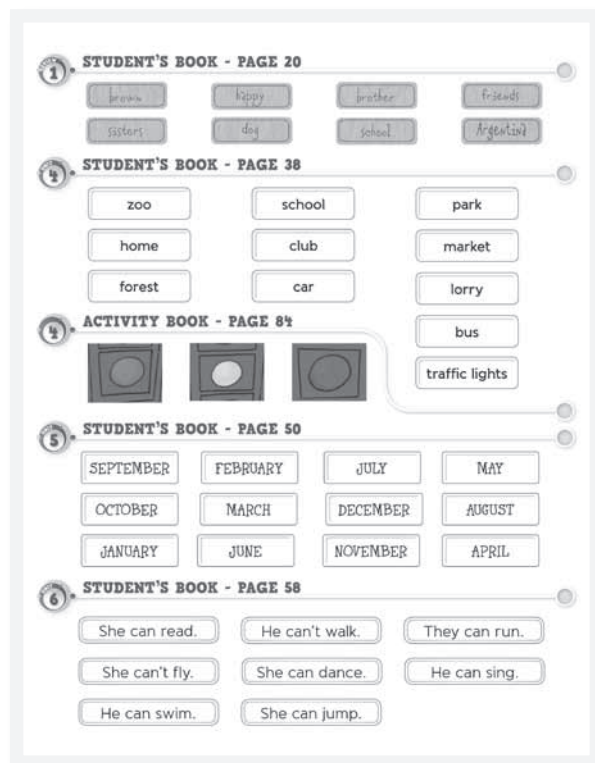 1 STUDENT'S BOOK - PAGE 20
brown happy brother friends
sisters dog school Argentina
4 STUDENT'S BOOK - PAGE 38
zoo school park
home club market
forest car lorry
bus
traffic lights
4 ACTIVITY BOOK - PAGE 84
5 STUDENT'S BOOK - PAGE 50
SEPTEMBER FEBRUARY JULY MAY
OCTOBER MARCH DECEMBER AUGUST
JANUARY JUNE NOVEMBER APRIL
6 STUDENT'S BOOK - PAGE 58
She can read. He can't walk. They can run.
She can't fly. She can dance. He can sing.
He can swim. She can jump.